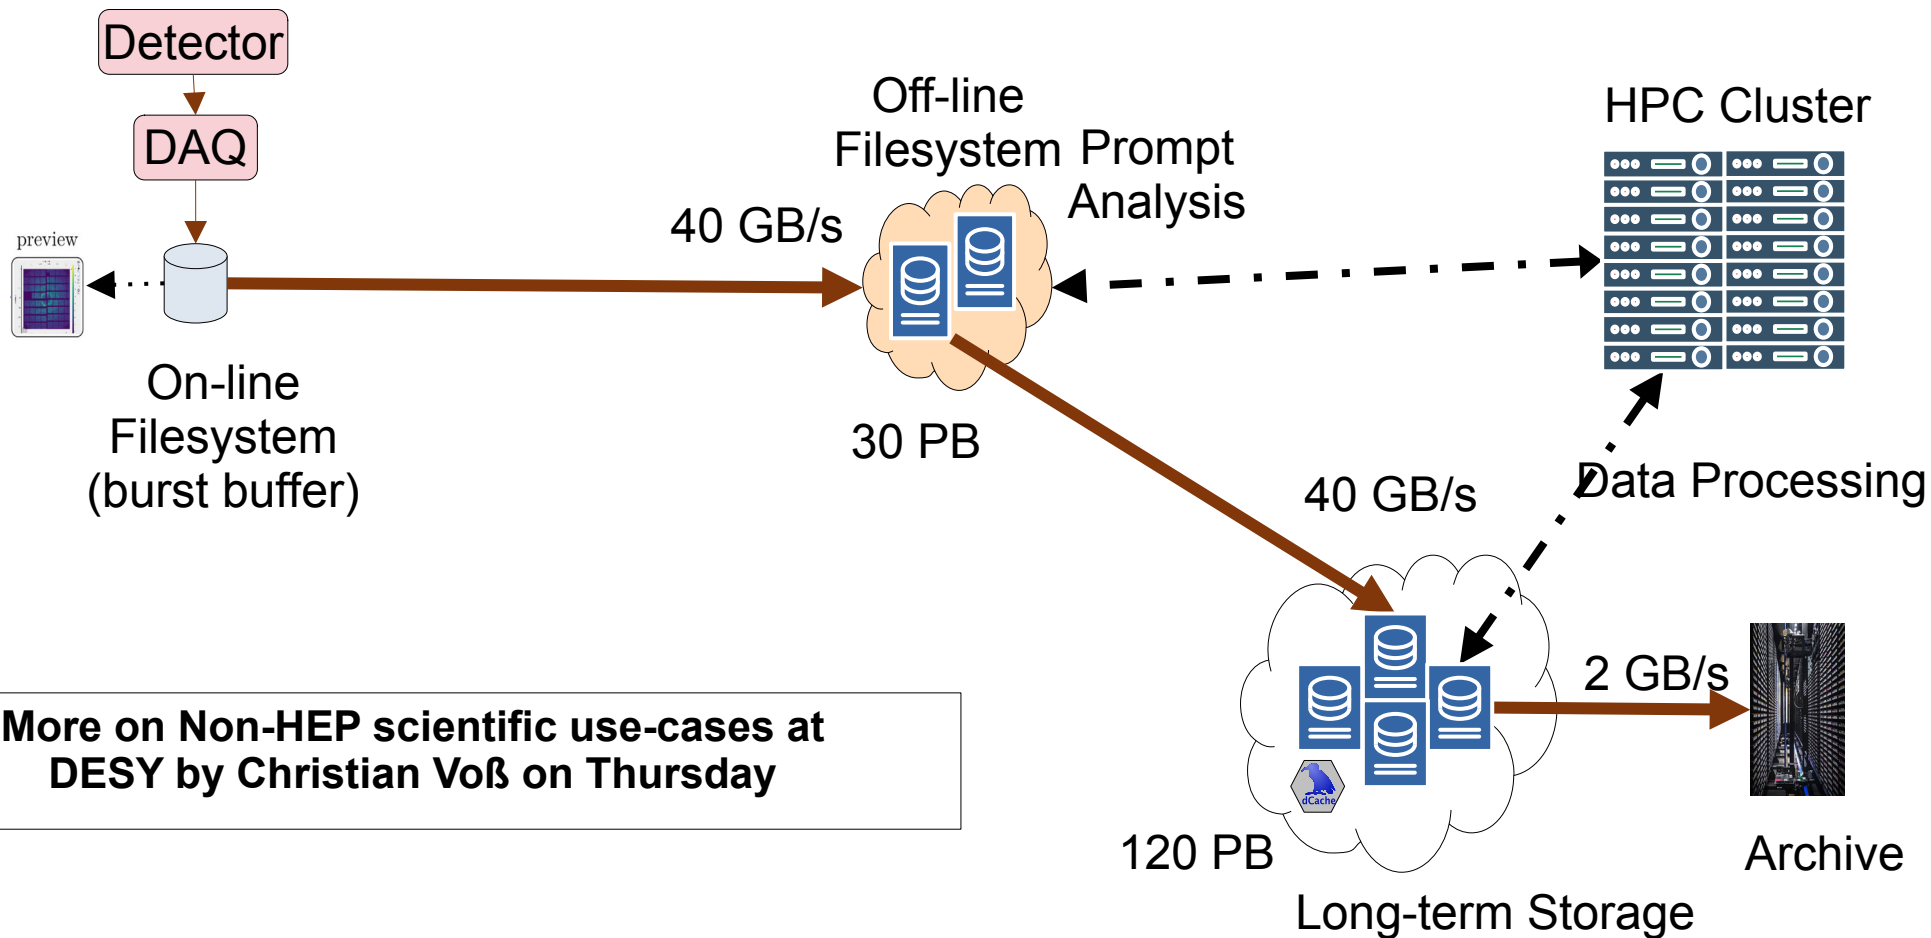 Detector
DAQ
preview
On-line
Filesystem
(burst buffer)
40 GB/s
Off-line
Filesystem
Prompt
Analysis
30 PB
HPC Cluster
Data Processing
40 GB/s
2 GB/s
dCache
120 PB
Long-term Storage
Archive
More on Non-HEP scientific use-cases at
DESY by Christian Voß on Thursday